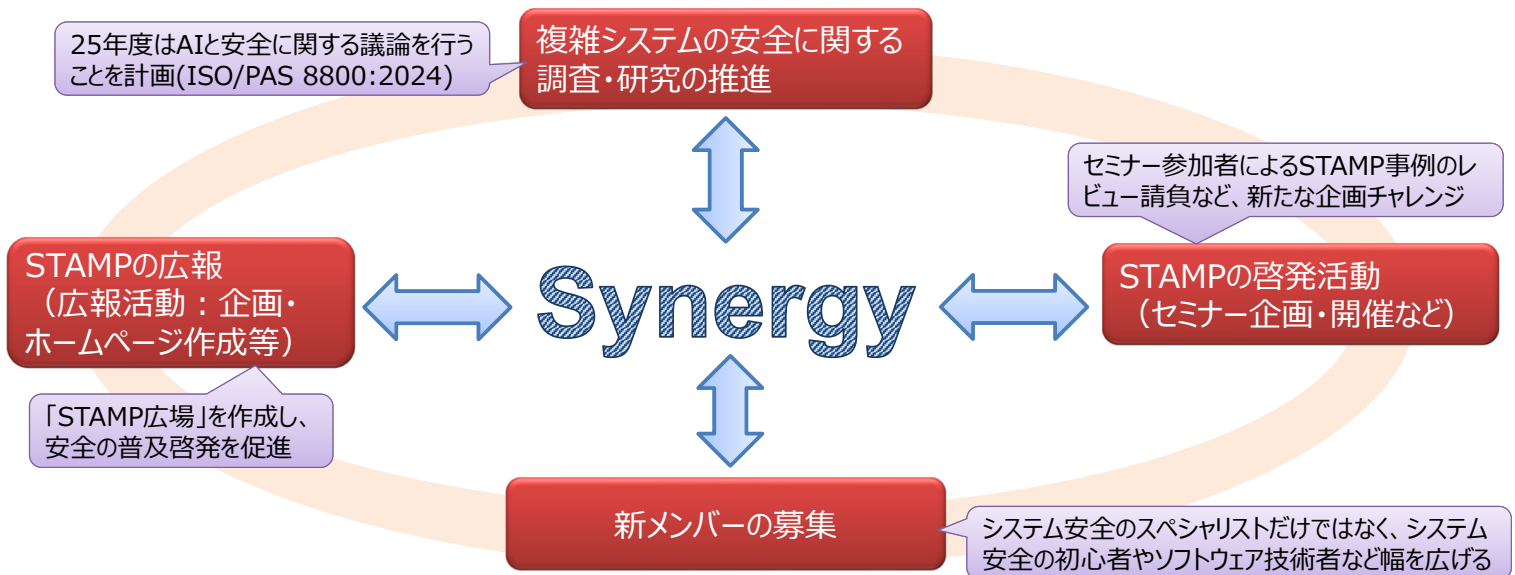 25年度はAIと安全に関する議論を行う
ことを計画(ISO/PAS 8800:2024)
複雑システムの安全に関する
調査・研究の推進
セミナー参加者によるSTAMP事例のレ
ビュー請負など、新たな企画チャレンジ
STAMPの広報
（広報活動：企画・
ホームページ作成等）
Synergy
STAMPの啓発活動
（セミナー企画・開催など）
「STAMP広場」を作成し、
安全の普及啓発を促進
新メンバーの募集
システム安全のスペシャリストだけではなく、システム
安全の初心者やソフトウェア技術者など幅を広げる